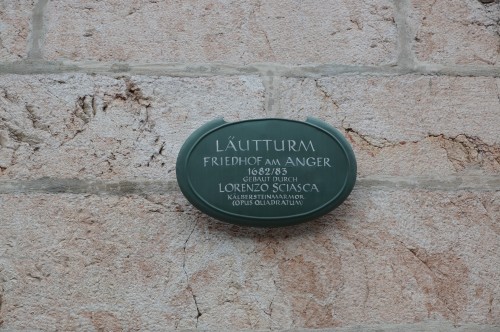 LÄUTTURM
FRIEDHOF AM ANGER
1682/83
GEBAUT DURCH
LORENZO SCIASCA
KÄLBERSTEINMARMOR
(OPUS QUADRATUM)